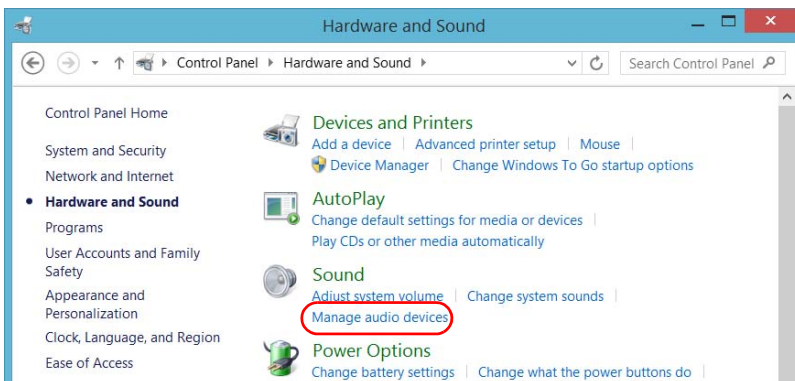 Hardware and Sound
Control Panel Hardware and Sound
Search Control Panel
Control Panel Home
System and Security
Network and Internet
Hardware and Sound
Programs
User Accounts and Family
Safety
Appearance and
Personalization
Clock, Language, and Region
Ease of Access
Devices and Printers
Add a device Advanced printer setup Mouse
Device Manager Change Windows To Go startup options
AutoPlay
Change default settings for media or devices
Play CDs or other media automatically
Sound
Adjust system volume Change system sounds
Manage audio devices
Power Options
Change battery settings Change what the power buttons do